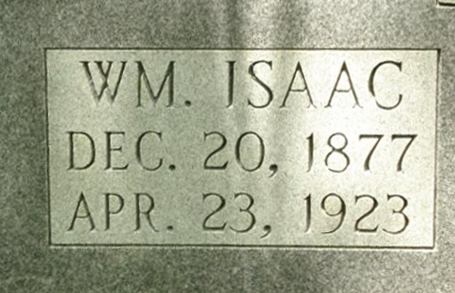 WM. ISAAC
DEC. 20, 1877
APR. 23, 1923